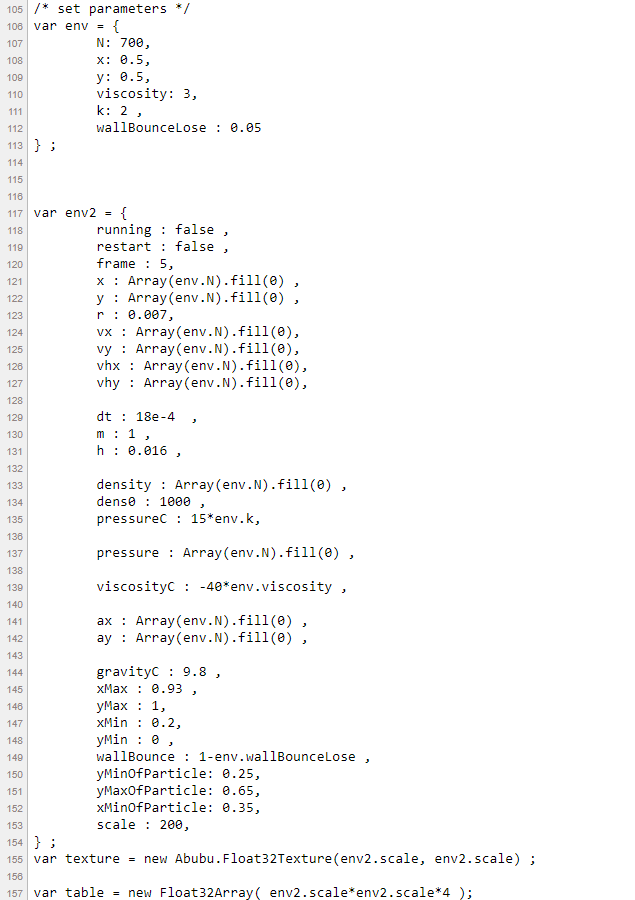 105 /* set parameters */
106 var env = {
107         N: 700,
108         x: 0.5,
109         y: 0.5,
110         viscosity: 3,
111         k: 2 ,
112         wallBounceLose : 0.05
113 } ;
114
115
116
117 var env2 = {
118         running : false ,
119         restart : false ,
120         frame : 5,
121         x : Array(env.N).fill(0) ,
122         y : Array(env.N).fill(0) ,
123         r : 0.007,
124         vx : Array(env.N).fill(0),
125         vy : Array(env.N).fill(0),
126         vhx : Array(env.N).fill(0),
127         vhy : Array(env.N).fill(0),
128
129         dt : 18e-4  ,
130         m : 1 ,
131         h : 0.016 ,
132
133         density : Array(env.N).fill(0) ,
134         dens0 : 1000 ,
135         pressureC : 15*env.k,
136
137         pressure : Array(env.N).fill(0) ,
138
139         viscosityC : -40*env.viscosity ,
140
141         ax : Array(env.N).fill(0) ,
142         ay : Array(env.N).fill(0) ,
143
144         gravityC : 9.8 ,
145         xMax : 0.93 ,
146         yMax : 1,
147         xMin : 0.2,
148         yMin : 0 ,
149         wallBounce : 1-env.wallBounceLose ,
150         yMinOfParticle: 0.25,
151         yMaxOfParticle: 0.65,
152         xMinOfParticle: 0.35,
153         scale : 200,
154 } ;
155 var texture = new Abubu.Float32Texture(env2.scale, env2.scale) ;
156
157 var table = new Float32Array( env2.scale*env2.scale*4 );